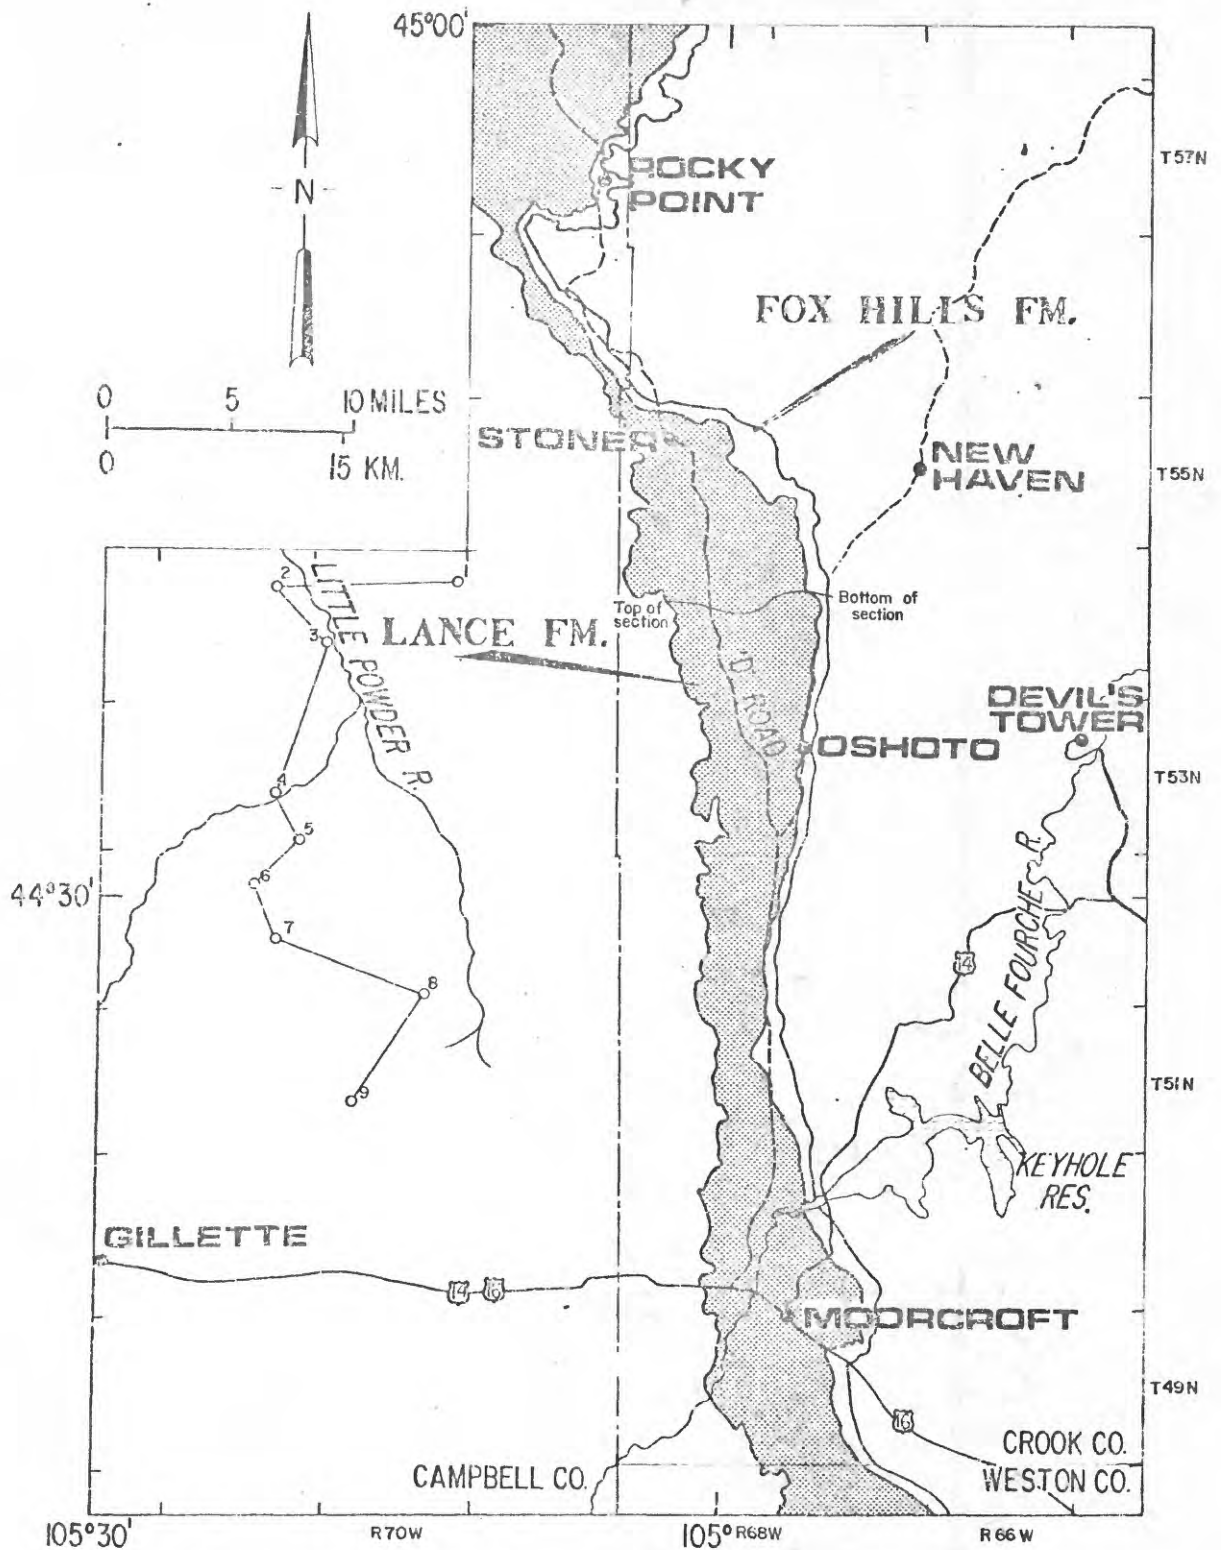 45°00'
N
T57N
ROCKY
POINT
FOX HILLS FM.
0 5 10 MILES
0 15 KM.
STONER
NEW
HAVEN
T55N
2
3
LITTLE POWDER R.
Top of
section
Bottom of
section
LANCE FM.
'D' ROAD
DEVIL'S
TOWER
OSHOTO
T53N
4
5
6
44°30'
7
8
9
14
BELLE FOURCHE R.
T51N
KEYHOLE
RES.
GILLETTE
14 16
MOORCROFT
T49N
16
CROOK CO.
CAMPBELL CO.
WESTON CO.
105°30' R70W 105° R68W R66W